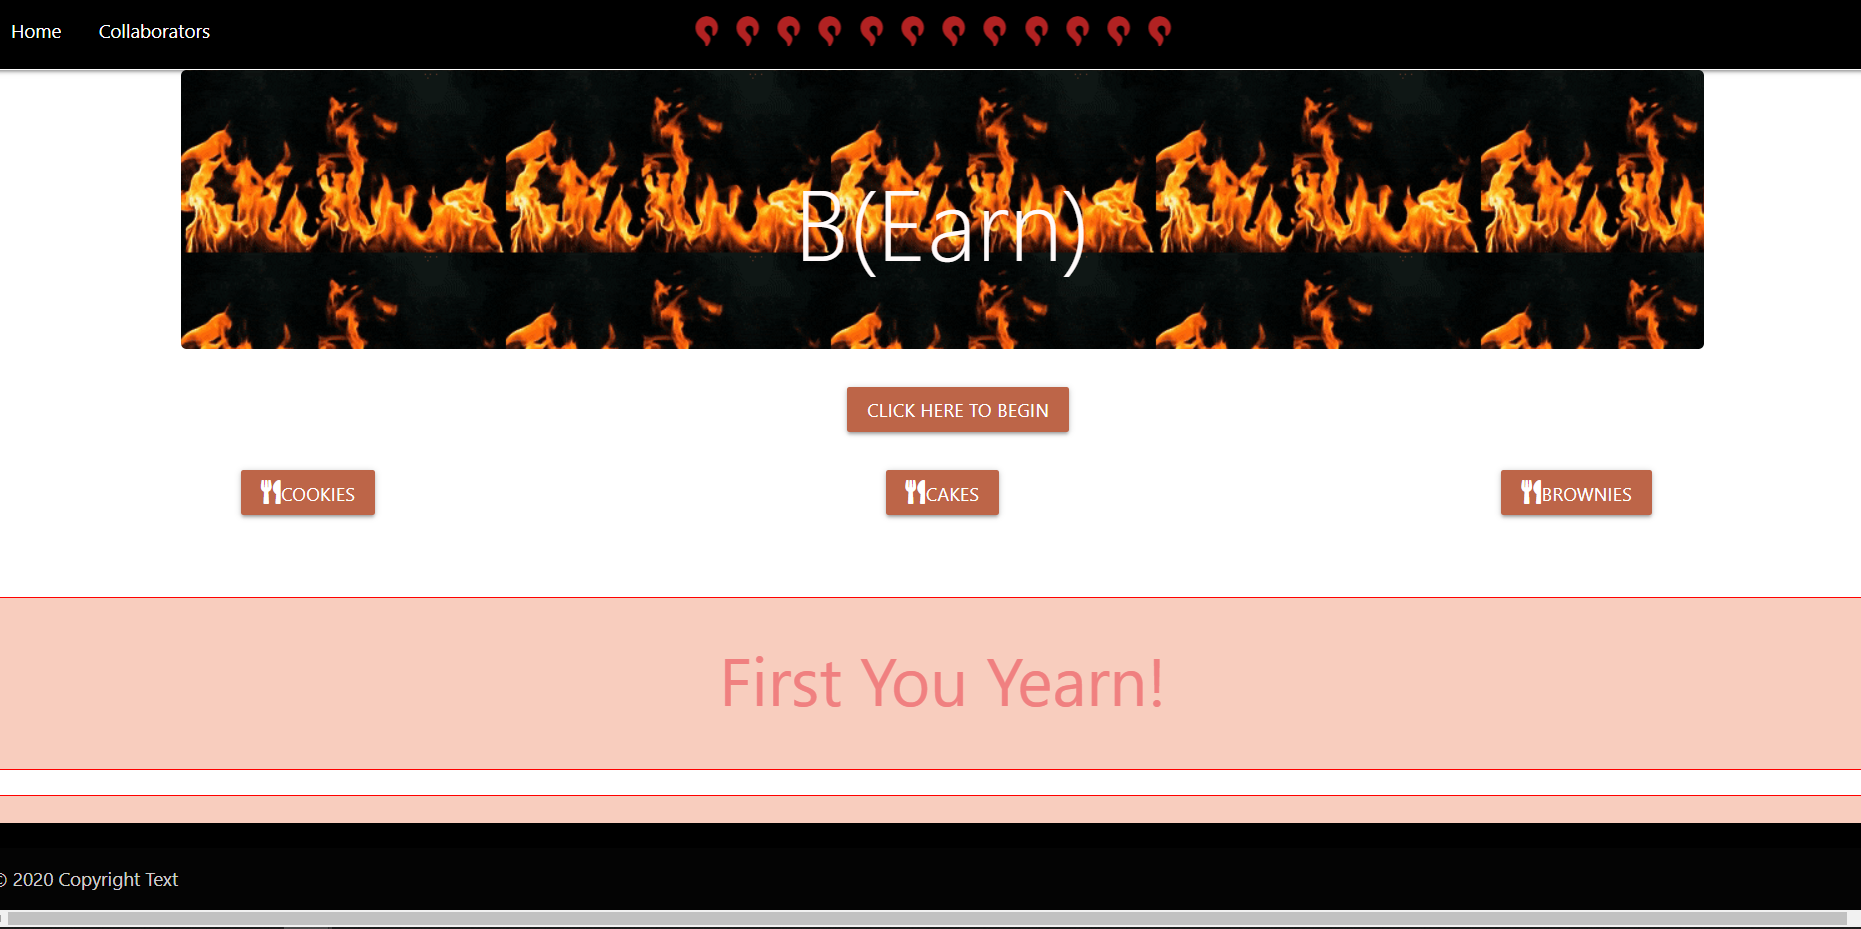 Home Collaborators
B(Earn)
CLICK HERE TO BEGIN
COOKIES CAKES BROWNIES
First You Yearn!
© 2020 Copyright Text